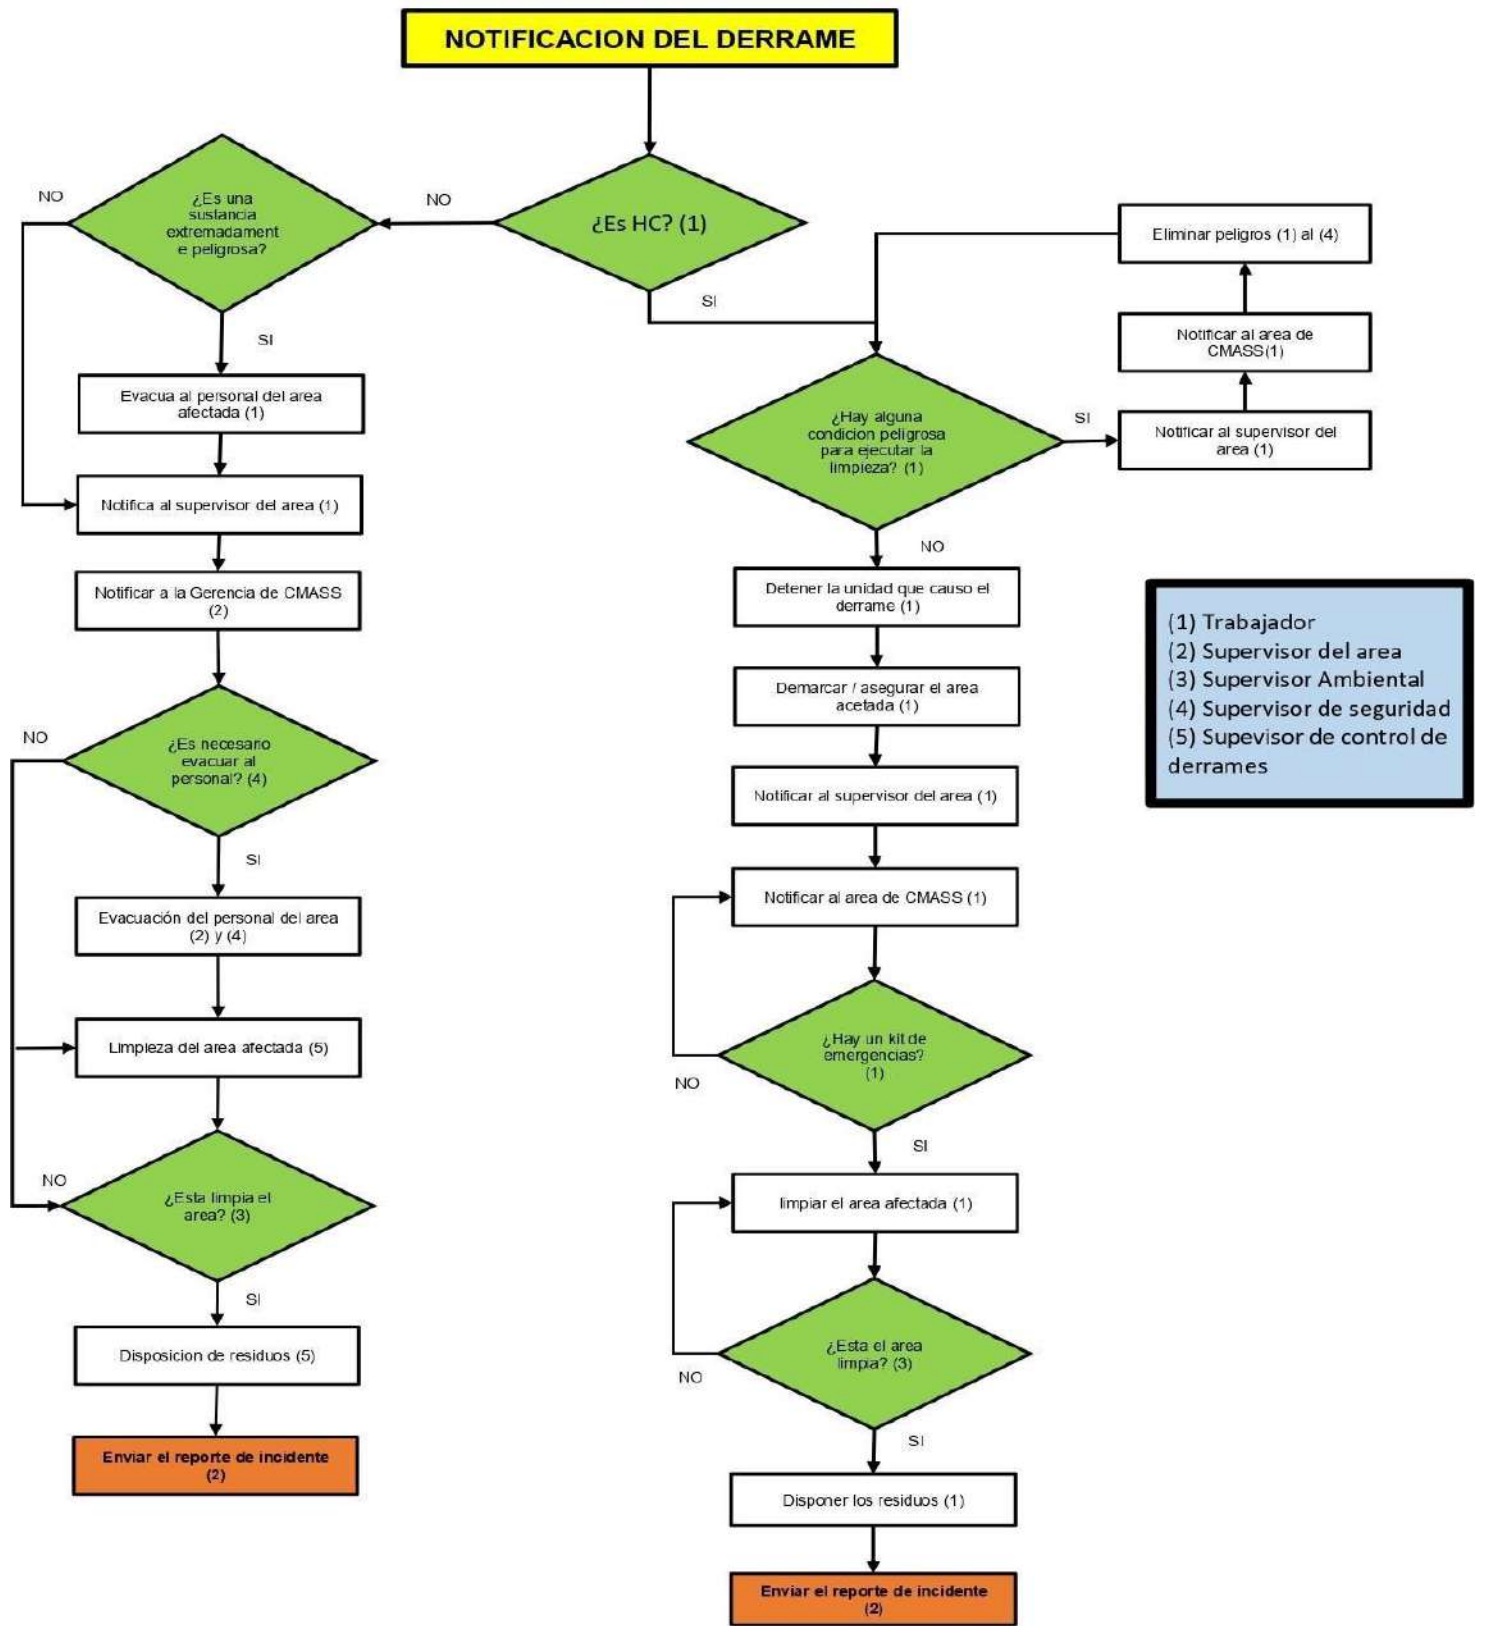 NOTIFICACION DEL DERRAME
¿Es HC? (1)
NO
SI
¿Es una
sustancia
extremadament
e peligrosa?
NO
SI
Evacua al personal del area
afectada (1)
Notifica al supervisor del area (1)
Notificar a la Gerencia de CMASS
(2)
¿Es necesario
evacuar al
personal? (4)
NO
SI
Evacuación del personal del area
(2) y (4)
Limpieza del area afectada (5)
¿Esta limpia el
area? (3)
NO
SI
Disposicion de residuos (5)
Enviar el reporte de incidente
(2)
Eliminar peligros (1) al (4)
Notificar al area de
CMASS(1)
Notificar al supervisor del
area (1)
¿Hay alguna
condicion peligrosa
para ejecutar la
limpieza? (1)
SI
NO
Detener la unidad que causo el
derrame (1)
Demarcar / asegurar el area
acetada (1)
Notificar al supervisor del area (1)
Notificar al area de CMASS (1)
¿Hay un kit de
emergencias?
(1)
NO
SI
limpiar el area afectada (1)
¿Esta el area
limpia? (3)
NO
SI
Disponer los residuos (1)
Enviar el reporte de incidente
(2)
(1) Trabajador
(2) Supervisor del area
(3) Supervisor Ambiental
(4) Supervisor de seguridad
(5) Supevisor de control de
derrames